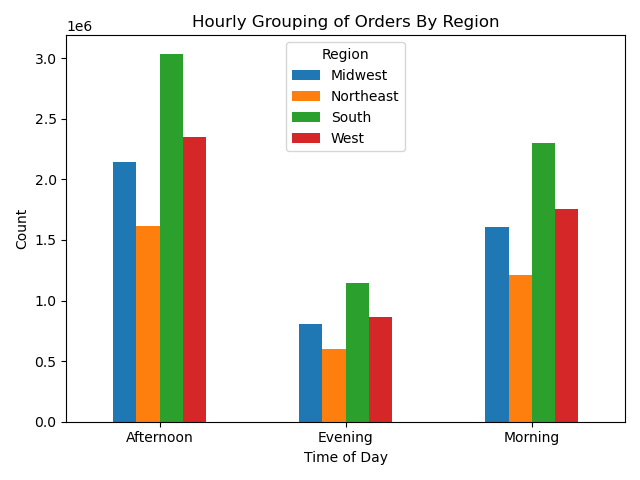 Hourly Grouping of Orders By Region
1e6
3.0
2.5
2.0
1.5
1.0
0.5
0.0
Count
Region
Midwest
Northeast
South
West
Afternoon
Evening
Morning
Time of Day